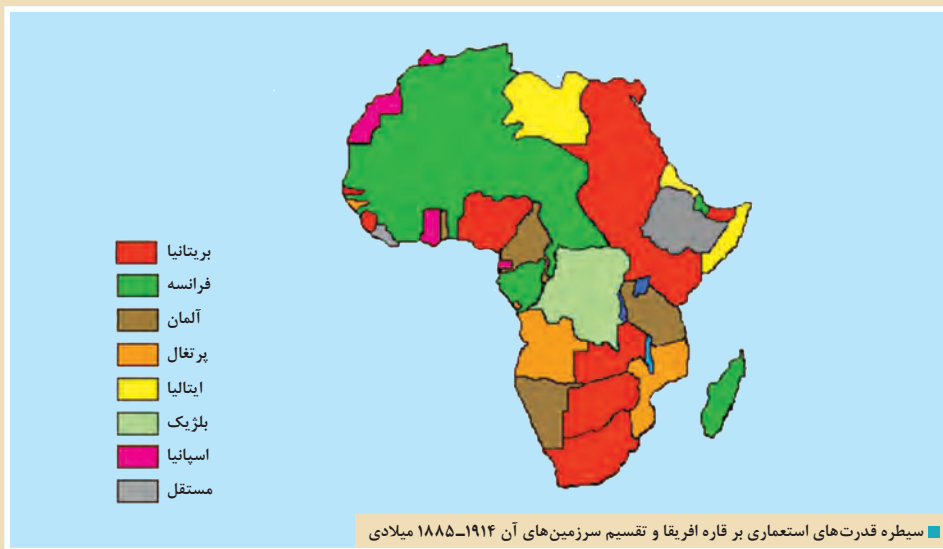 بریتانیا
فرانسه
آلمان
پرتغال
ایتالیا
بلژیک
اسپانیا
مستقل
سیطره قدرت‌های استعماری بر قاره افریقا و تقسیم سرزمین‌های آن ۱۹۱۴ــ۱۸۸۵ میلادی